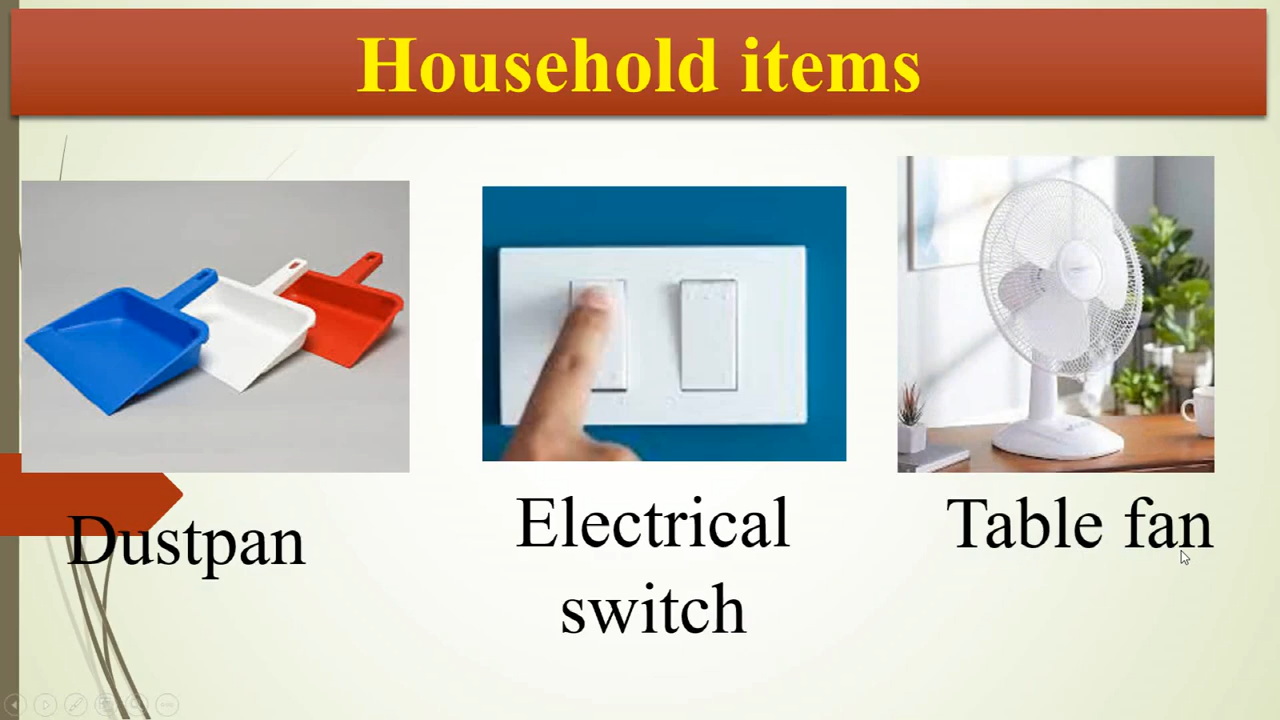 Household items
Dustpan
Electrical
switch
Table fan